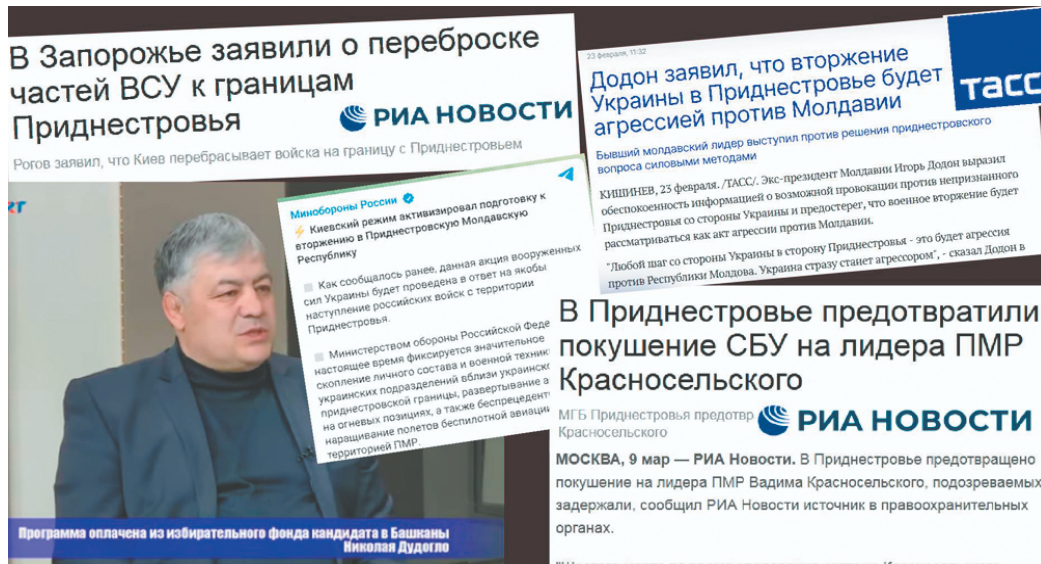 В Запорожье заявили о переброске
частей ВСУ к границам
Приднестровья
РИА НОВОСТИ
Рогов заявил, что Киев перебрасывает войска на границу с Приднестровьем
23 февраля, 11:32
Додон заявил, что вторжение
Украины в Приднестровье будет
агрессией против Молдавии
ТАСС
Бывший молдавский лидер выступил против решения приднестровского
вопроса силовыми методами
КИШИНЕВ, 23 февраля. /ТАСС/. Экс-президент Молдавии Игорь Додон выразил
обеспокоенность информацией о возможной провокации против непризнанного
Приднестровья со стороны Украины и предостерег, что военное вторжение будет
рассматриваться как акт агрессии против Молдавии.
"Любой шаг со стороны Украины в сторону Приднестровья - это будет агрессия
против Республики Молдова. Украина стразу станет агрессором", - сказал Додон в
Минобороны России
Киевский режим активизировал подготовку к
вторжению в Приднестровскую Молдавскую
Республику
Как сообщалось ранее, данная акция вооруженных
сил Украины будет проведена в ответ на якобы
наступление российских войск с территории
Приднестровья.
Министерством обороны Российской Феде
настоящее время фиксируется значительное
скопление личного состава и военной техник
украинских подразделений вблизи украинско
приднестровской границы, развертывание а
на огневых позициях, а также беспрецедент
наращивание полетов беспилотной авиации
территорией ПМР.
Программа оплачена из избирательного фонда кандидата в Башканы
Николая Дудогло
В Приднестровье предотвратили
покушение СБУ на лидера ПМР
Красносельского
МГБ Приднестровья предотвр
Красносельского
РИА НОВОСТИ
МОСКВА, 9 мар — РИА Новости. В Приднестровье предотвращено
покушение на лидера ПМР Вадима Красносельского, подозреваемых
задержали, сообщил РИА Новости источник в правоохранительных
органах.